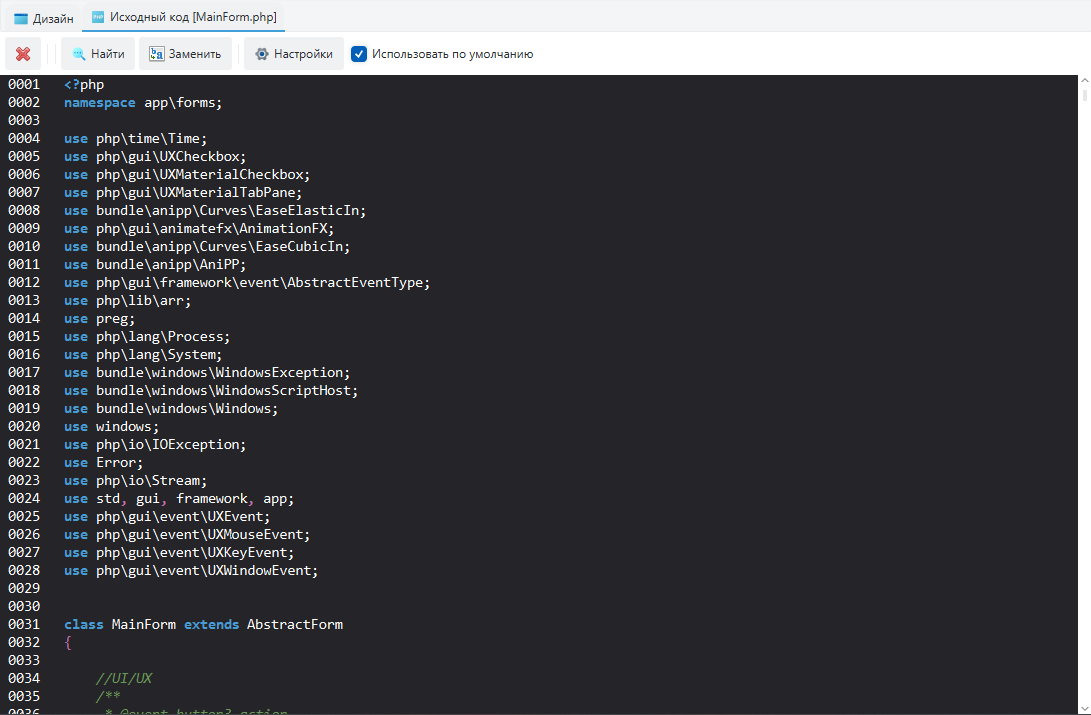 Дизайн
PHP Исходный код [MainForm.php]
Найти
Заменить
Настройки
Использовать по умолчанию
0001 <?php
0002 namespace app\forms;
0003
0004 use php\time\Time;
0005 use php\gui\UXCheckbox;
0006 use php\gui\UXMaterialCheckbox;
0007 use php\gui\UXMaterialTabPane;
0008 use bundle\anipp\Curves\EaseElasticIn;
0009 use php\gui\animatefx\AnimationFX;
0010 use bundle\anipp\Curves\EaseCubicIn;
0011 use bundle\anipp\AniPP;
0012 use php\gui\framework\event\AbstractEventType;
0013 use php\lib\arr;
0014 use preg;
0015 use php\lang\Process;
0016 use php\lang\System;
0017 use bundle\windows\WindowsException;
0018 use bundle\windows\WindowsScriptHost;
0019 use bundle\windows\Windows;
0020 use windows;
0021 use php\io\IOException;
0022 use Error;
0023 use php\io\Stream;
0024 use std, gui, framework, app;
0025 use php\gui\event\UXEvent;
0026 use php\gui\event\UXMouseEvent;
0027 use php\gui\event\UXKeyEvent;
0028 use php\gui\event\UXWindowEvent;
0029
0030
0031 class MainForm extends AbstractForm
0032 {
0033
0034 //UI/UX
0035 /**
0036 * @event button3.action